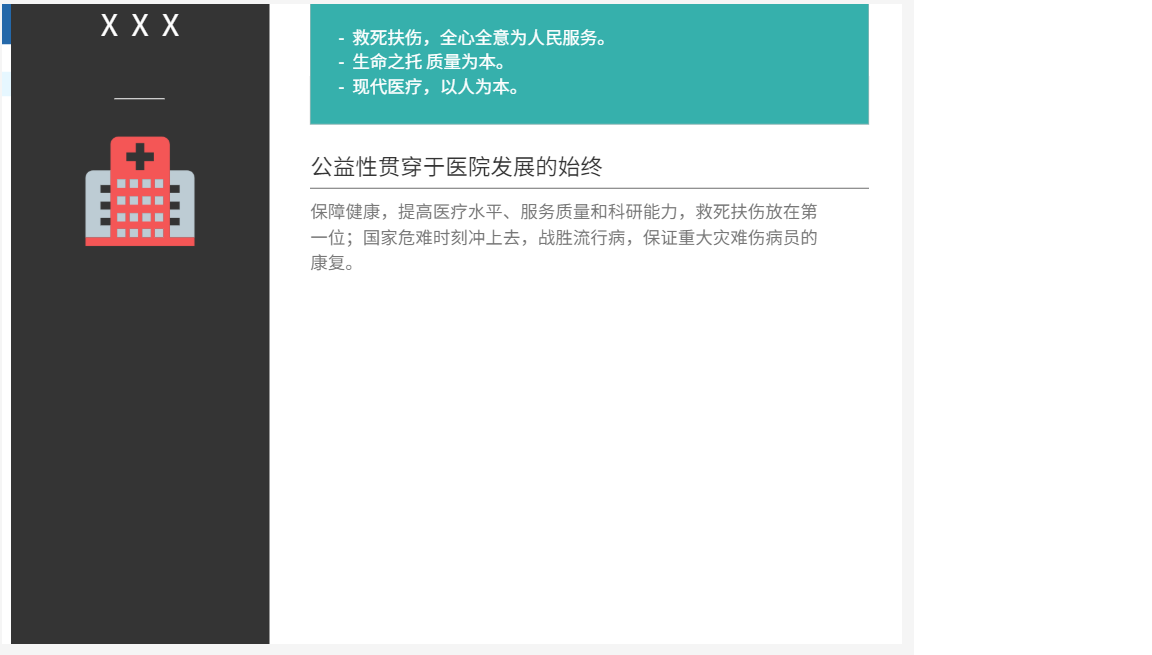 X X X
- 救死扶伤，全心全意为人民服务。
- 生命之托 质量为本。
- 现代医疗，以人为本。
公益性贯穿于医院发展的始终
保障健康，提高医疗水平、服务质量和科研能力，救死扶伤放在第
一位；国家危难时刻冲上去，战胜流行病，保证重大灾难伤病员的
康复。